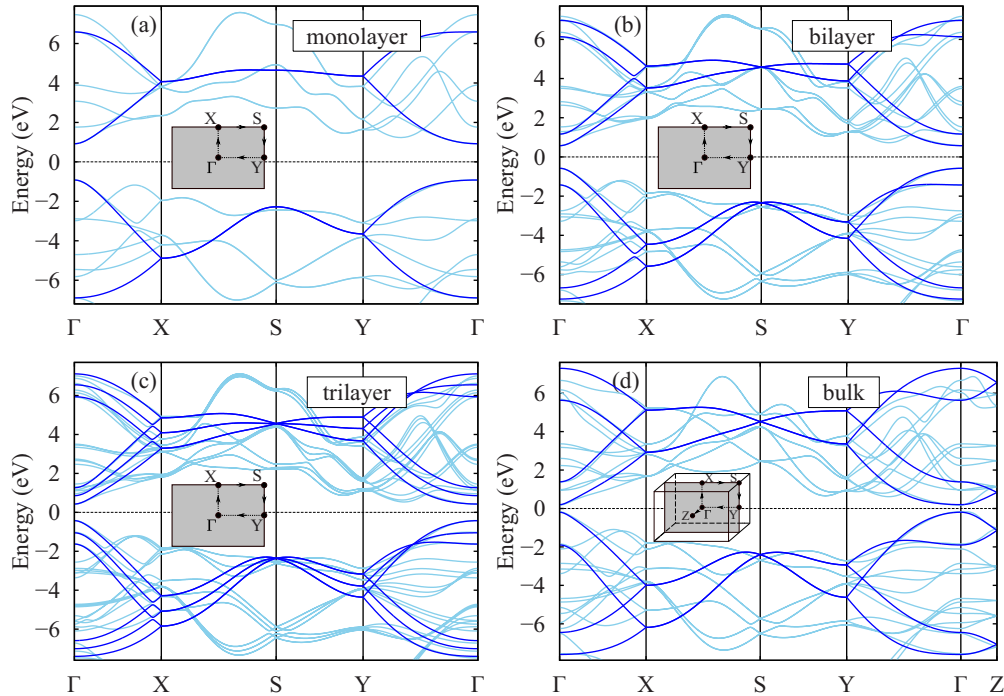 (a) monolayer
Energy (eV)
6
4
2
0
−2
−4
−6
X S
Γ Y
Γ X S Y Γ
(b) bilayer
Energy (eV)
6
4
2
0
−2
−4
−6
X S
Γ Y
Γ X S Y Γ
(c) trilayer
Energy (eV)
6
4
2
0
−2
−4
−6
X S
Γ Y
Γ X S Y Γ
(d) bulk
Energy (eV)
6
4
2
0
−2
−4
−6
X S
Z Γ Y
Γ X S Y Γ Z